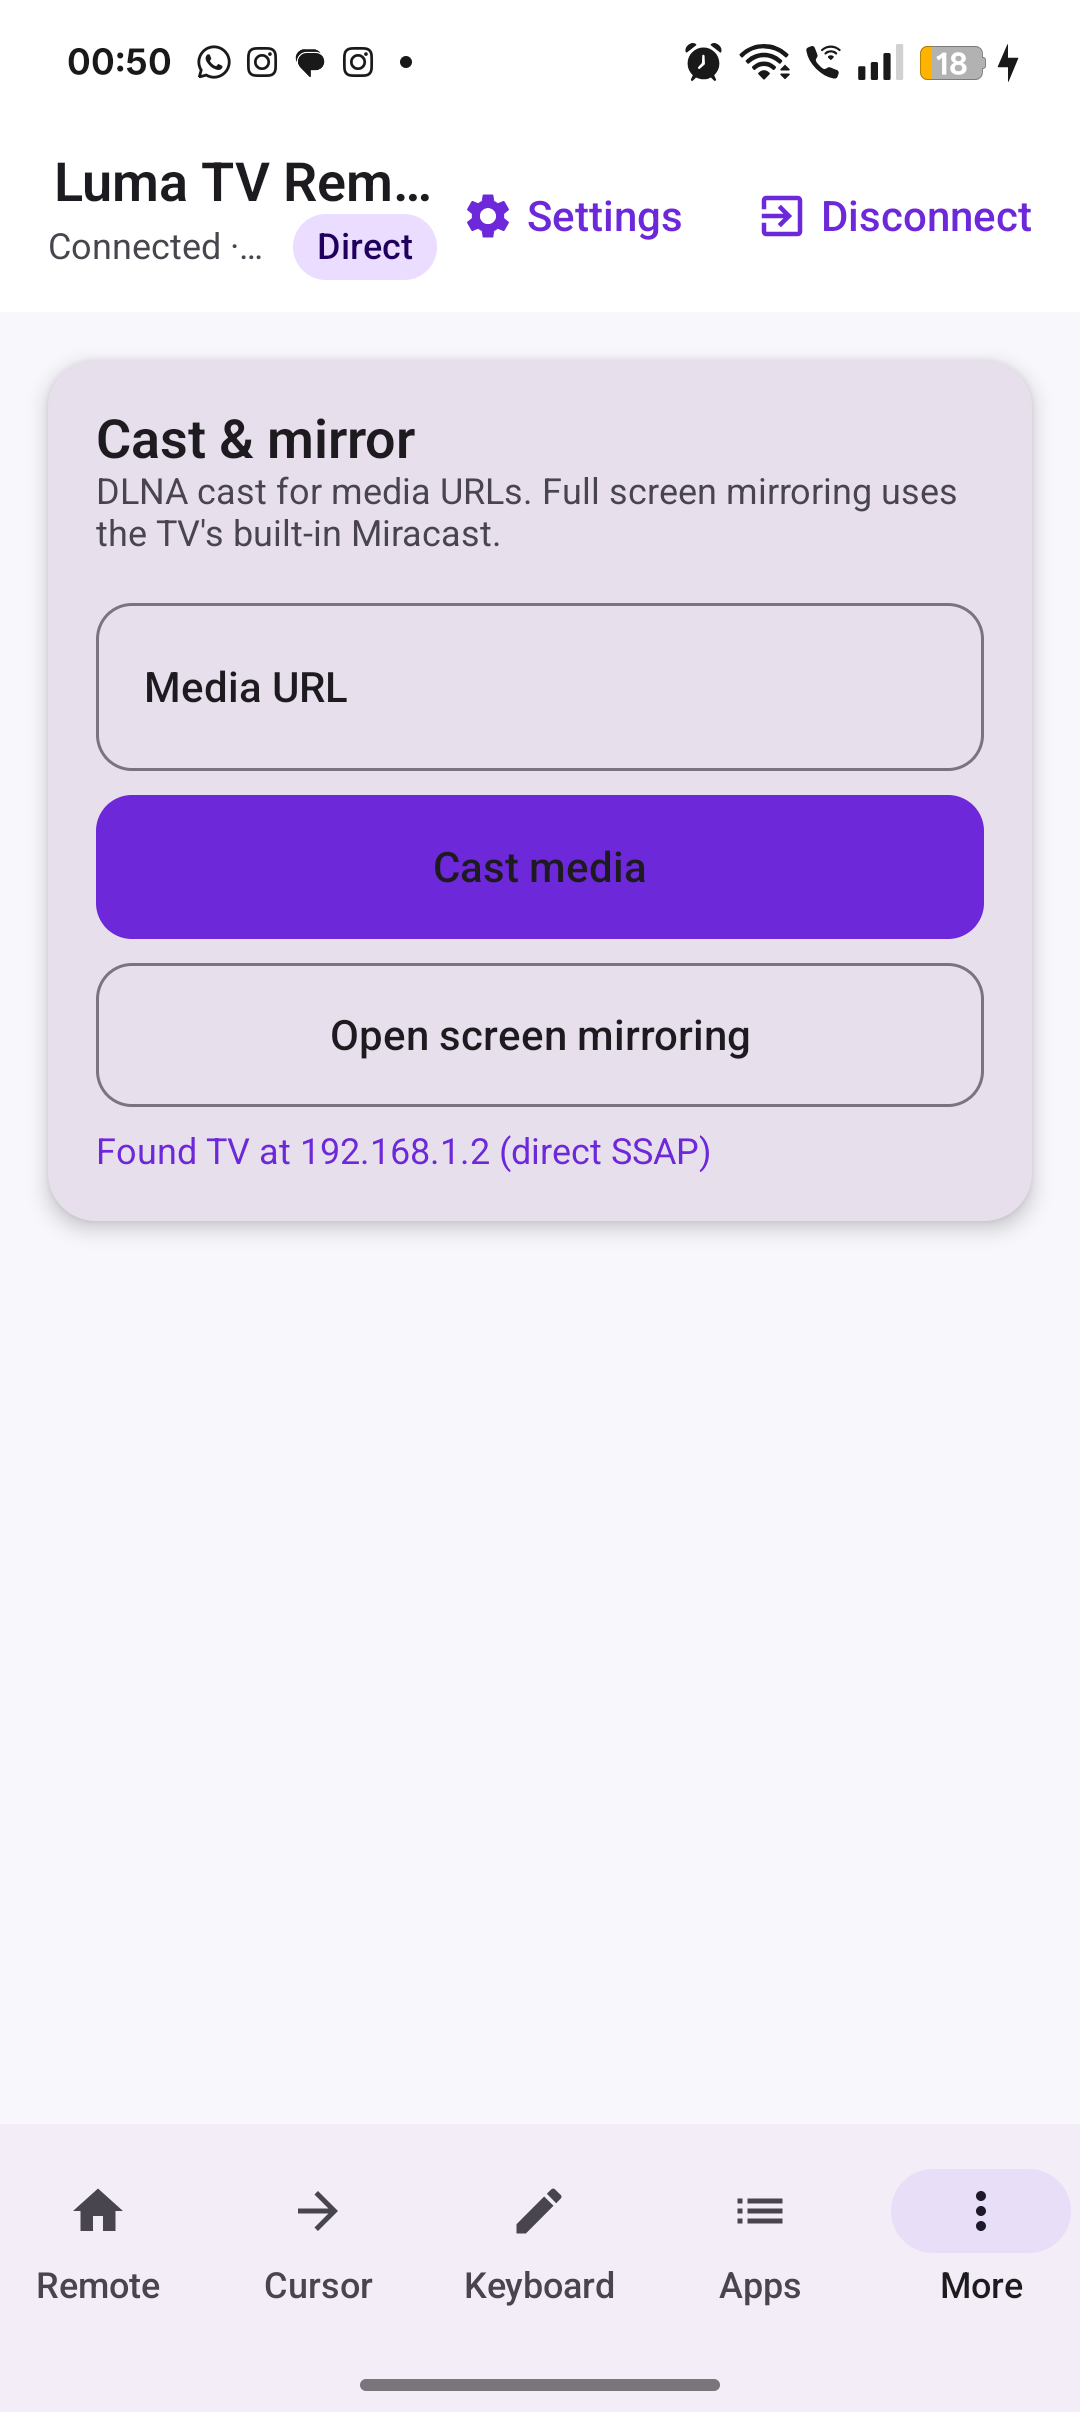 00:50
18
Luma TV Rem...
Connected ·...
Direct
Settings
Disconnect
Cast & mirror
DLNA cast for media URLs. Full screen mirroring uses
the TV's built-in Miracast.
Media URL
Cast media
Open screen mirroring
Found TV at 192.168.1.2 (direct SSAP)
Remote
Cursor
Keyboard
Apps
More